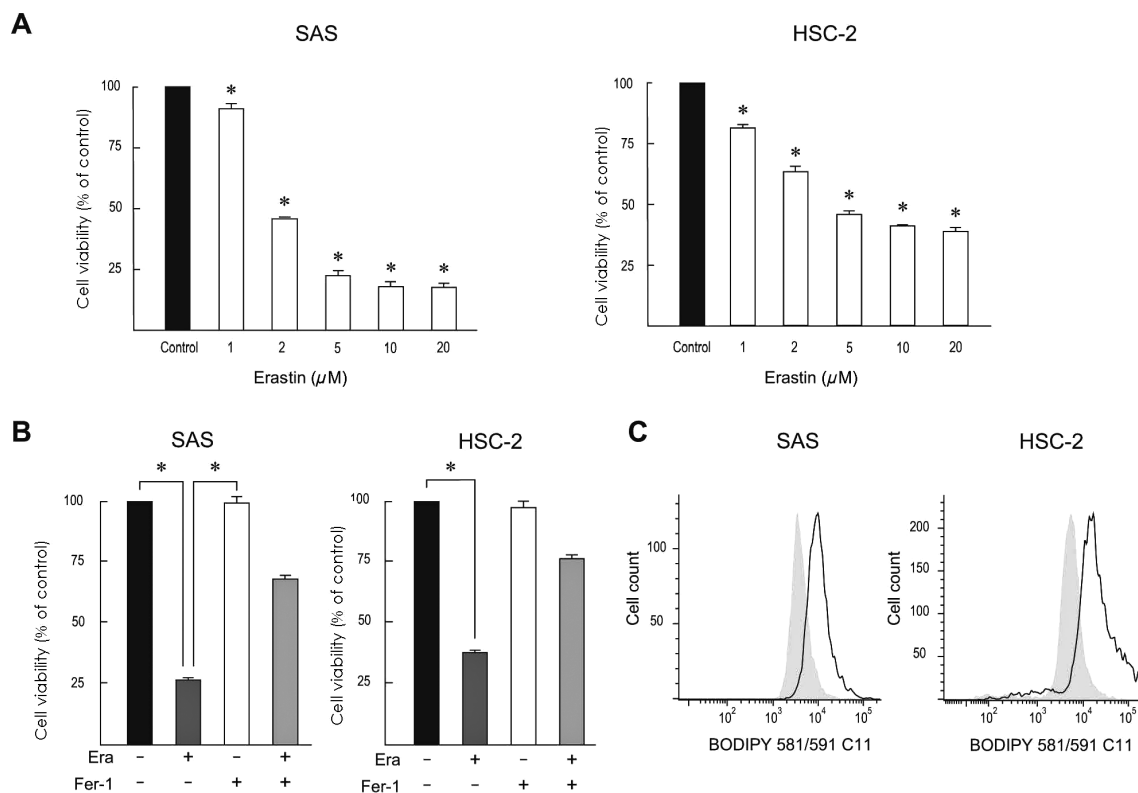 A
SAS
HSC-2
Cell viability (% of control)
100
75
50
25
*
*
*
*
*
Control 1 2 5 10 20
Erastin (μM)
Cell viability (% of control)
100
75
50
25
*
*
*
*
*
Control 1 2 5 10 20
Erastin (μM)
B
SAS
HSC-2
Cell viability (% of control)
100
75
50
25
* *
Era – + – +
Fer-1 – – + +
Cell viability (% of control)
100
75
50
25
*
Era – + – +
Fer-1 – – + +
C
SAS
HSC-2
Cell count
100
50
10² 10³ 10⁴ 10⁵
BODIPY 581/591 C11
Cell count
200
150
100
50
0
10² 10³ 10⁴ 10⁵
BODIPY 581/591 C11